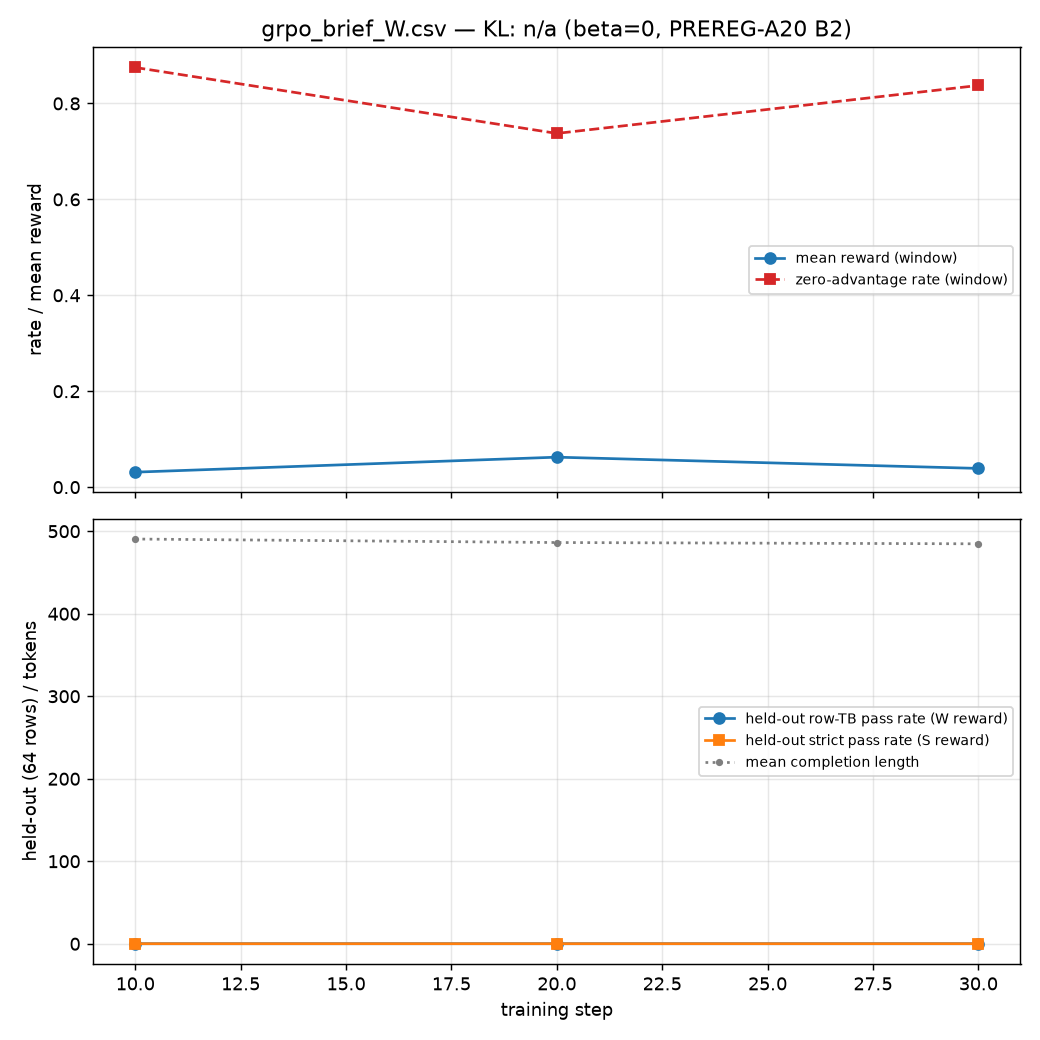 grpo_brief_W.csv — KL: n/a (beta=0, PREREG-A20 B2)
rate / mean reward
0.8
0.6
0.4
0.2
0.0
mean reward (window)
zero-advantage rate (window)
held-out (64 rows) / tokens
500
400
300
200
100
0
held-out row-TB pass rate (W reward)
held-out strict pass rate (S reward)
mean completion length
10.0 12.5 15.0 17.5 20.0 22.5 25.0 27.5 30.0
training step